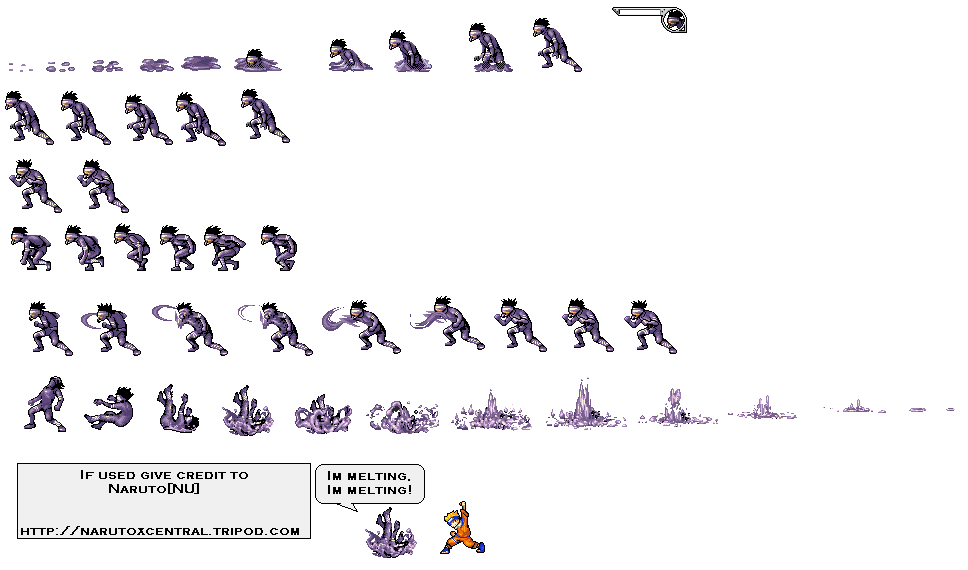 If used give credit to
Naruto[NU]
http://narutoxcentral.tripod.com
Im melting,
Im melting!